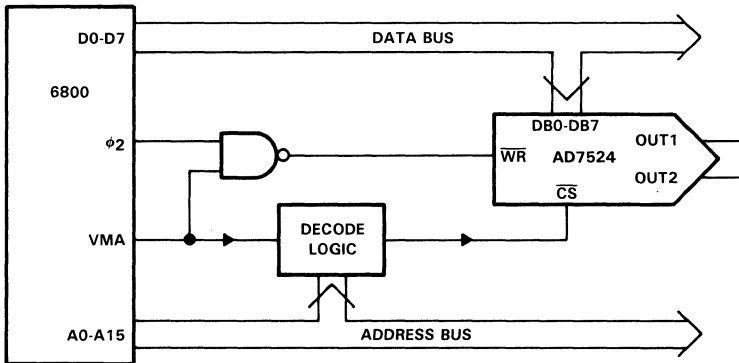 D0-D7
DATA BUS
6800
DB0-DB7
ϕ2
OUT1
WR AD7524
OUT2
CS
DECODE
LOGIC
VMA
A0-A15
ADDRESS BUS